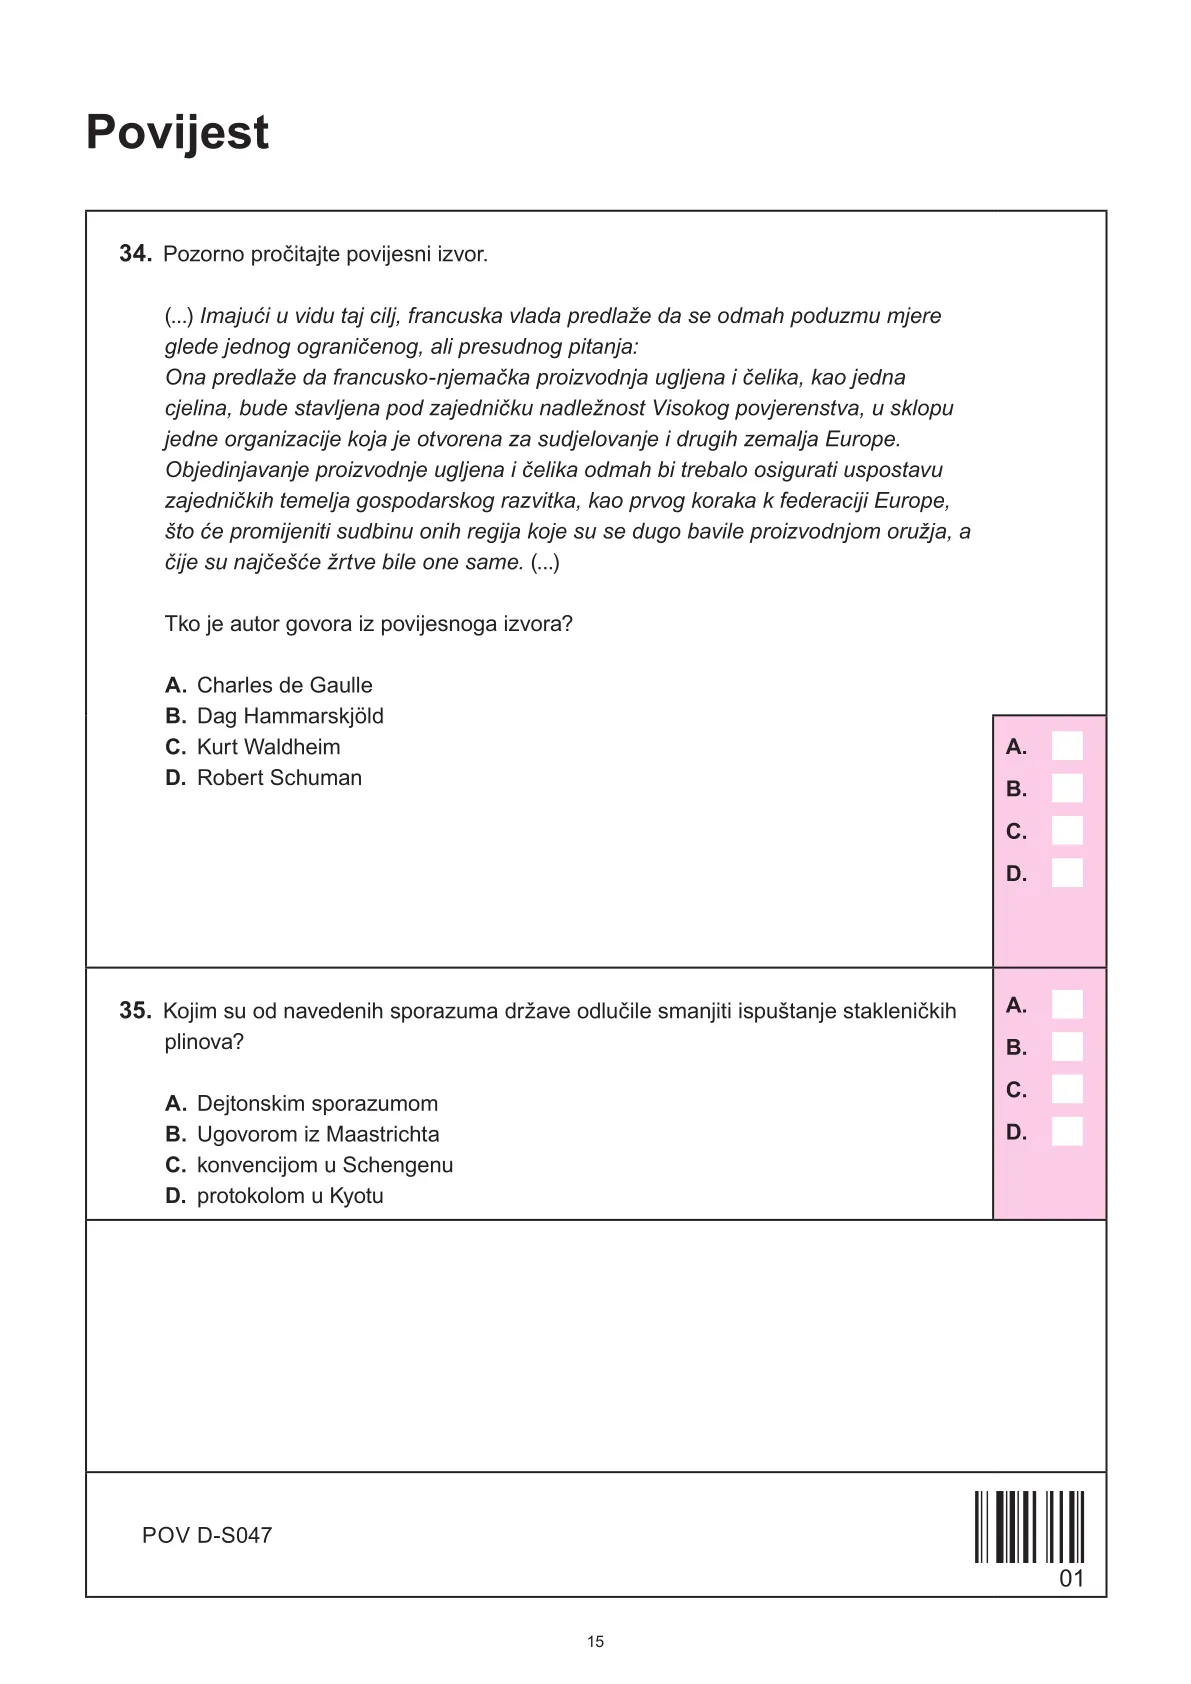 Povijest
34. Pozorno pročitajte povijesni izvor.
(...) Imajući u vidu taj cilj, francuska vlada predlaže da se odmah poduzmu mjere
glede jednog ograničenog, ali presudnog pitanja:
Ona predlaže da francusko-njemačka proizvodnja ugljena i čelika, kao jedna
cjelina, bude stavljena pod zajedničku nadležnost Visokog povjerenstva, u sklopu
jedne organizacije koja je otvorena za sudjelovanje i drugih zemalja Europe.
Objedinjavanje proizvodnje ugljena i čelika odmah bi trebalo osigurati uspostavu
zajedničkih temelja gospodarskog razvitka, kao prvog koraka k federaciji Europe,
što će promijeniti sudbinu onih regija koje su se dugo bavile proizvodnjom oružja, a
čije su najčešće žrtve bile one same. (...)
Tko je autor govora iz povijesnoga izvora?
A. Charles de Gaulle
B. Dag Hammarskjöld
C. Kurt Waldheim
D. Robert Schuman
A.
B.
C.
D.
35. Kojim su od navedenih sporazuma države odlučile smanjiti ispuštanje stakleničkih
plinova?
A. Dejtonskim sporazumom
B. Ugovorom iz Maastrichta
C. konvencijom u Schengenu
D. protokolom u Kyotu
A.
B.
C.
D.
POV D-S047
01
15